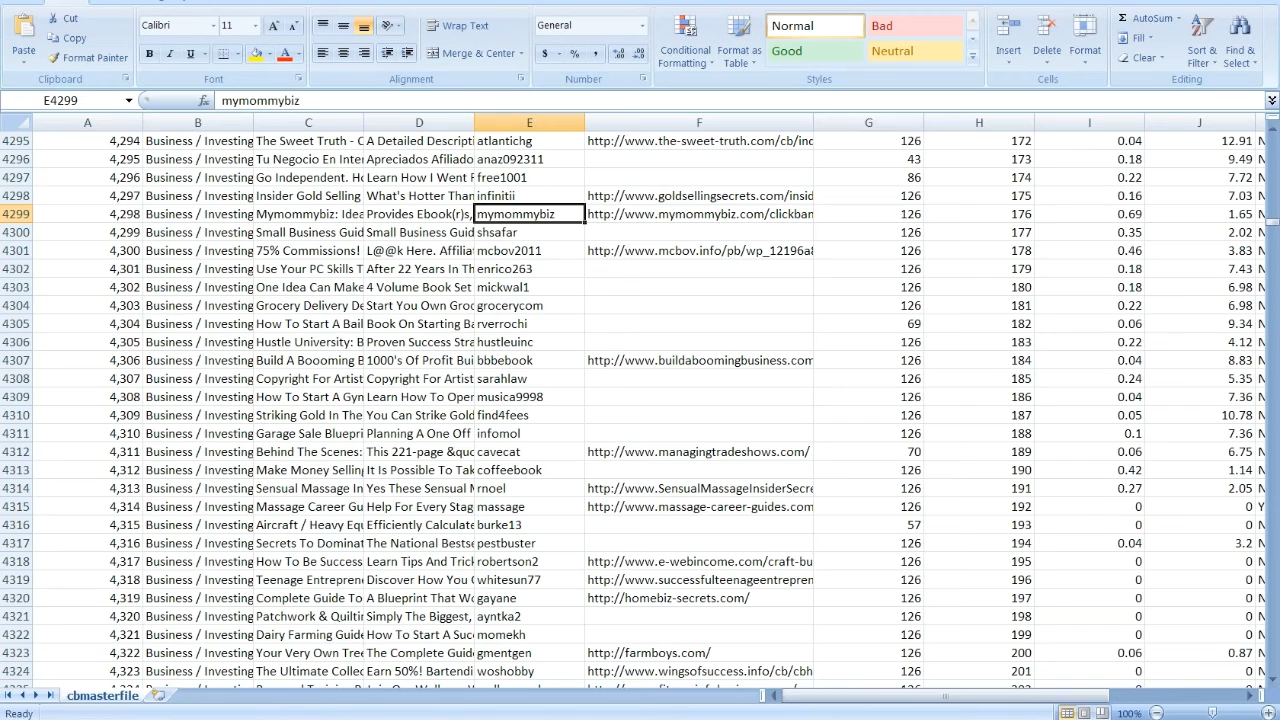 Cut
Copy
Format Painter
Paste
Clipboard
Calibri 11
B I U
Font
Wrap Text
Merge & Center
Alignment
General
$ % ,
Number
Conditional Formatting
Format as Table
Normal Bad
Good Neutral
Styles
Insert Delete Format
Cells
Σ AutoSum
Fill
Clear
Sort & Filter
Find & Select
Editing
E4299 fx mymommybiz
A B C D E F G H I J
4295 4,294 Business / Investing The Sweet Truth - C A Detailed Descripti atlantichg http://www.the-sweet-truth.com/cb/ind 126 172 0.04 12.91 N
4296 4,295 Business / Investing Tu Negocio En Inter Apreciados Afiliado anaz092311 43 173 0.18 9.49 N
4297 4,296 Business / Investing Go Independent. Ho Learn How I Went F free1001 86 174 0.22 7.72 N
4298 4,297 Business / Investing Insider Gold Selling What's Hotter Than infinitii http://www.goldsellingsecrets.com/insid 126 175 0.16 7.03 N
4299 4,298 Business / Investing Mymommybiz: Idea Provides Ebook(r)s, mymommybiz http://www.mymommybiz.com/clickban 126 176 0.69 1.65 N
4300 4,299 Business / Investing Small Business Guid Small Business Guid shsafar 126 177 0.35 2.02 N
4301 4,300 Business / Investing 75% Commissions! L@@k Here. Affilia mcbov2011 http://www.mcbov.info/pb/wp_12196a8 126 178 0.46 3.83 N
4302 4,301 Business / Investing Use Your PC Skills T After 22 Years In Th enrico263 126 179 0.18 7.43 N
4303 4,302 Business / Investing One Idea Can Make 4 Volume Book Set mickwal1 126 180 0.18 6.98 N
4304 4,303 Business / Investing Grocery Delivery De Start You Own Groc grocerycom 126 181 0.22 6.98 N
4305 4,304 Business / Investing How To Start A Bail Book On Starting Ba rverrochi 69 182 0.06 9.34 N
4306 4,305 Business / Investing Hustle University: B Proven Success Stra hustleuinc 126 183 0.22 4.12 N
4307 4,306 Business / Investing Build A Boooming B 1000's Of Profit Bui bbbebook http://www.buildaboomingbusiness.com 126 184 0.04 8.83 N
4308 4,307 Business / Investing Copyright For Artist Copyright For Artist sarahlaw 126 185 0.24 5.35 N
4309 4,308 Business / Investing How To Start A Gyn Learn How To Oper musica9998 126 186 0.04 7.36 N
4310 4,309 Business / Investing Striking Gold In The You Can Strike Gold find4fees 126 187 0.05 10.78 N
4311 4,310 Business / Investing Garage Sale Bluepri Planning A One Off infomol 126 188 0.1 7.36 N
4312 4,311 Business / Investing Behind The Scenes: This 221-page &quo cavecat http://www.managingtradeshows.com/ 70 189 0.06 6.75 N
4313 4,312 Business / Investing Make Money Selling It Is Possible To Tak coffeebook 126 190 0.42 1.14 N
4314 4,313 Business / Investing Sensual Massage In Yes These Sensual M rnoel http://www.SensualMassageInsiderSecre 126 191 0.27 2.05 N
4315 4,314 Business / Investing Massage Career Gu Help For Every Stag massage http://www.massage-career-guides.com 126 192 0 0 Y
4316 4,315 Business / Investing Aircraft / Heavy Equ Efficiently Calculate burke13 57 193 0 0 N
4317 4,316 Business / Investing Secrets To Dominat The National Bestse pestbuster 126 194 0.04 3.2 N
4318 4,317 Business / Investing How To Be Success Learn Tips And Trick robertson2 http://www.e-webincome.com/craft-bu 126 195 0 0 N
4319 4,318 Business / Investing Teenage Entrepren Discover How You C whitesun77 http://www.successfulteenageentrepren 126 196 0 0 N
4320 4,319 Business / Investing Complete Guide To A Blueprint That Wo gayane http://homebiz-secrets.com/ 126 197 0 0 N
4321 4,320 Business / Investing Patchwork & Quiltin Simply The Biggest, ayntka2 126 198 0 0 N
4322 4,321 Business / Investing Dairy Farming Guide How To Start A Suc momekh 126 199 0 0 N
4323 4,322 Business / Investing Your Very Own Tree The Complete Guide gmentgen http://farmboys.com/ 126 200 0.06 0.87 N
4324 4,323 Business / Investing The Ultimate Collec Earn 50%! Bartendi woshobby http://www.wingsofsuccess.info/cb/cbh 126 201 0 0 N
cbmasterfile
Ready 100%